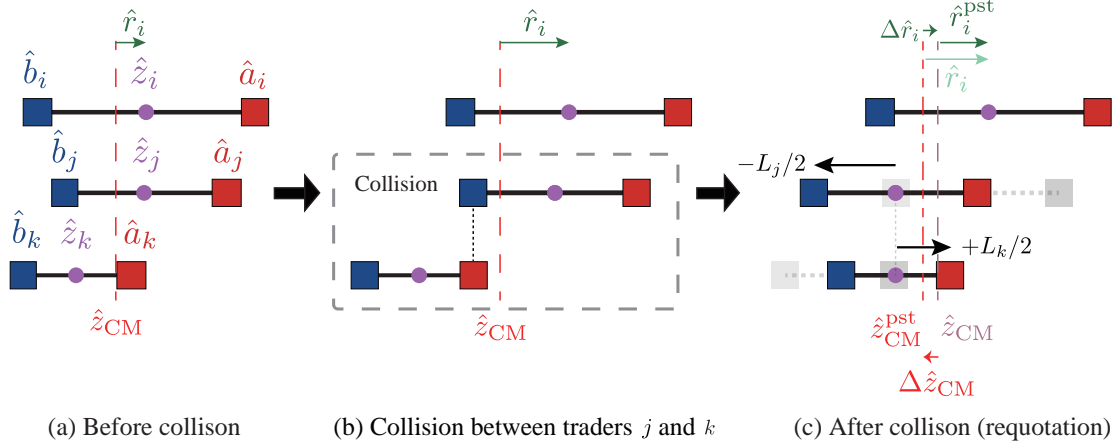 r̂_i
b̂_i ẑ_i â_i
b̂_j ẑ_j â_j
b̂_k ẑ_k â_k
ẑ_CM
(a) Before collison
r̂_i
Collision
ẑ_CM
(b) Collision between traders j and k
Δr̂_i r̂_i^pst
r̂_i
−L_j/2
+L_k/2
ẑ_CM^pst ẑ_CM
Δẑ_CM
(c) After collision (requotation)